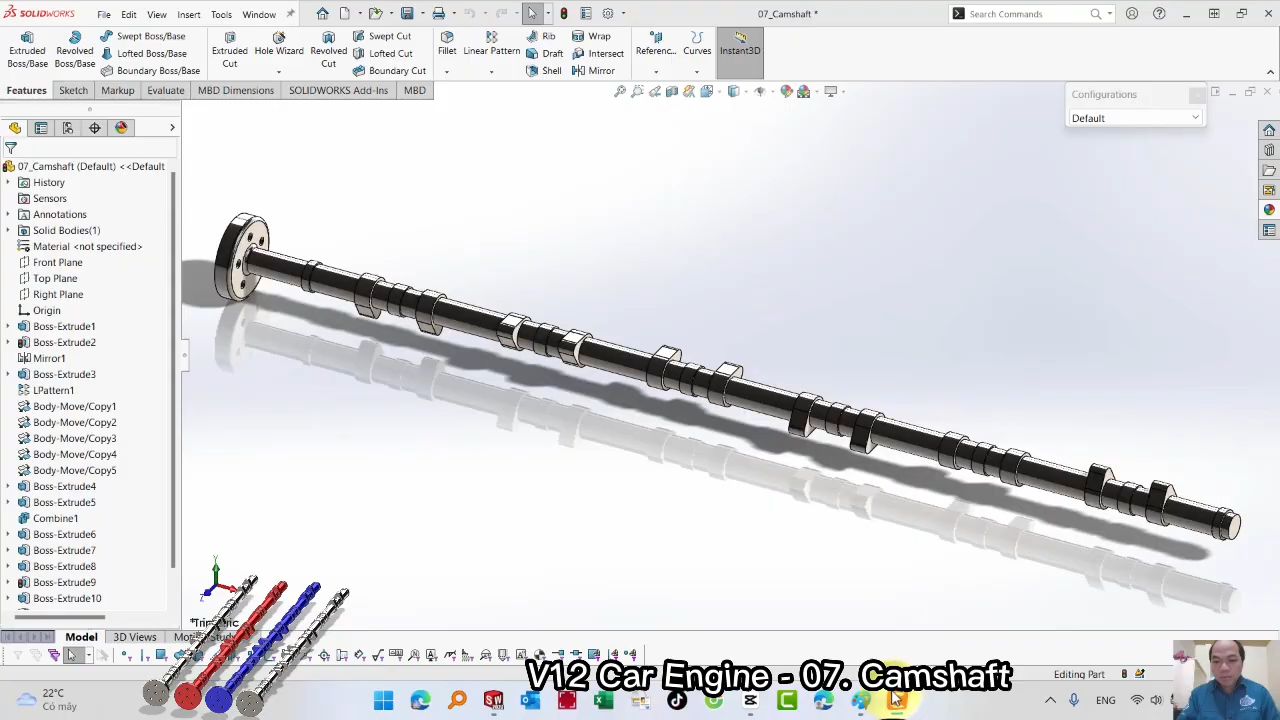 SOLIDWORKS
File
Edit
View
Insert
Tools
Window
07_Camshaft *
Search Commands
Extruded Boss/Base
Revolved Boss/Base
Swept Boss/Base
Lofted Boss/Base
Boundary Boss/Base
Extruded Cut
Hole Wizard
Revolved Cut
Swept Cut
Lofted Cut
Boundary Cut
Fillet
Linear Pattern
Rib
Draft
Shell
Wrap
Intersect
Mirror
Referenc...
Curves
Instant3D
Features
Sketch
Markup
Evaluate
MBD Dimensions
SOLIDWORKS Add-Ins
MBD
Configurations
Default
07_Camshaft (Default) <<Default
History
Sensors
Annotations
Solid Bodies(1)
Material <not specified>
Front Plane
Top Plane
Right Plane
Origin
Boss-Extrude1
Boss-Extrude2
Mirror1
Boss-Extrude3
LPattern1
Body-Move/Copy1
Body-Move/Copy2
Body-Move/Copy3
Body-Move/Copy4
Body-Move/Copy5
Boss-Extrude4
Boss-Extrude5
Combine1
Boss-Extrude6
Boss-Extrude7
Boss-Extrude8
Boss-Extrude9
Boss-Extrude10
Y
Z
Model
3D Views
V12 Car Engine - 07. Camshaft
Editing Part
22°C
Có mây
ENG